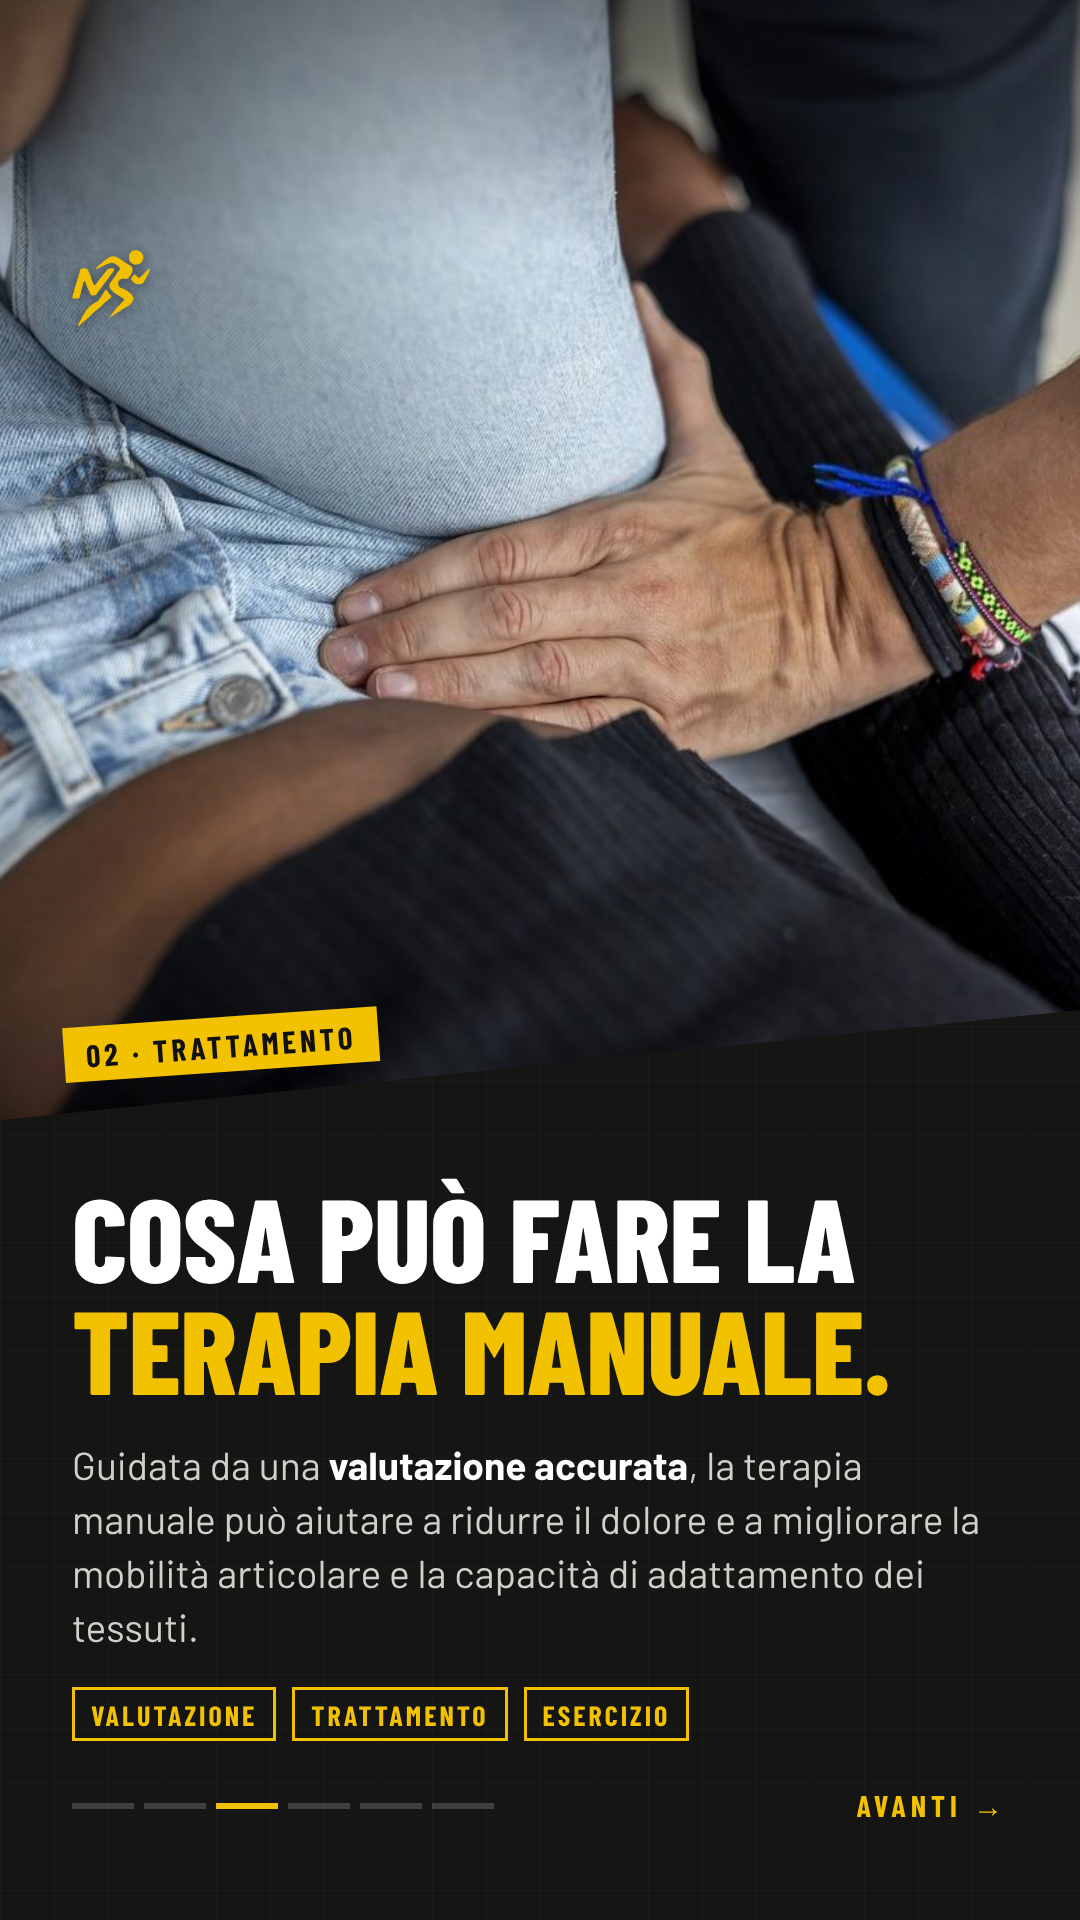 02 · TRATTAMENTO
COSA PUÒ FARE LA
TERAPIA MANUALE.
Guidata da una valutazione accurata, la terapia
manuale può aiutare a ridurre il dolore e a migliorare la
mobilità articolare e la capacità di adattamento dei
tessuti.
VALUTAZIONE
TRATTAMENTO
ESERCIZIO
AVANTI →